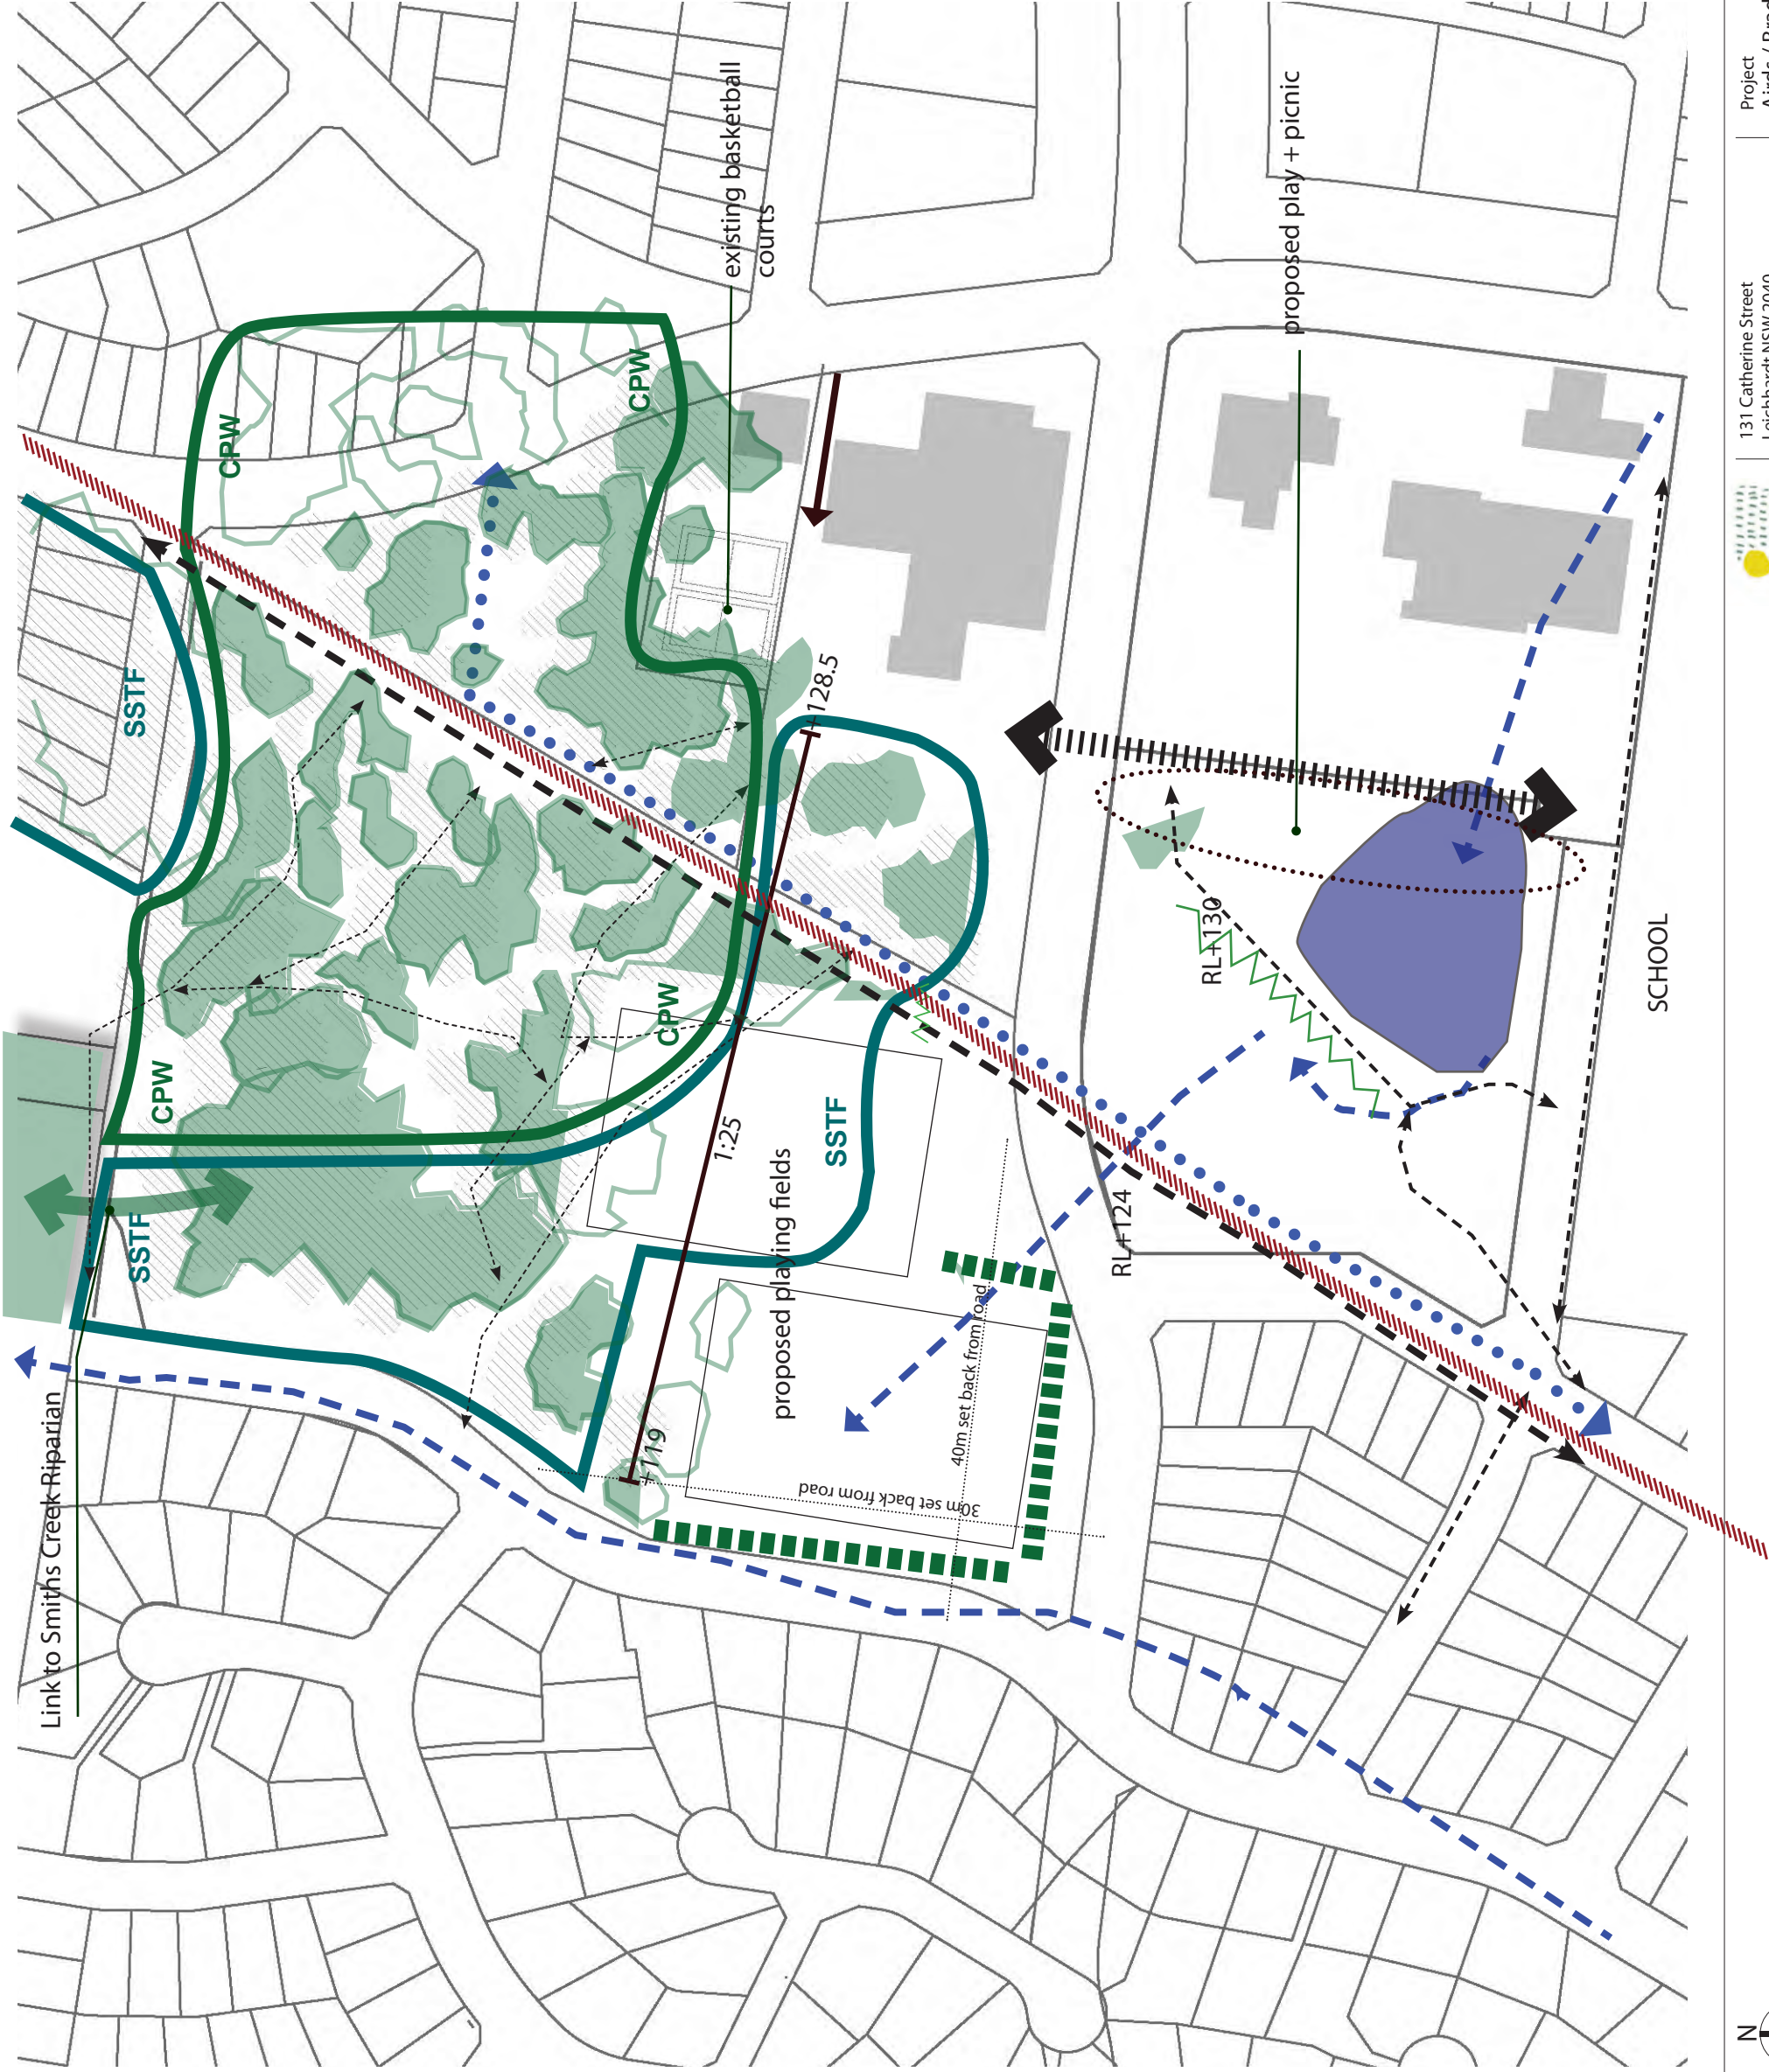 Link to Smiths Creek Riparian
SSTF
CPW
SSTF
CPW
CPW
CPW
SSTF
existing basketball
courts
+128.5
1:25
+119
proposed playing fields
30m set back from road
40m set back from road
RL+124
RL+130
proposed play + picnic
SCHOOL
Project
131 Catherine Street
N